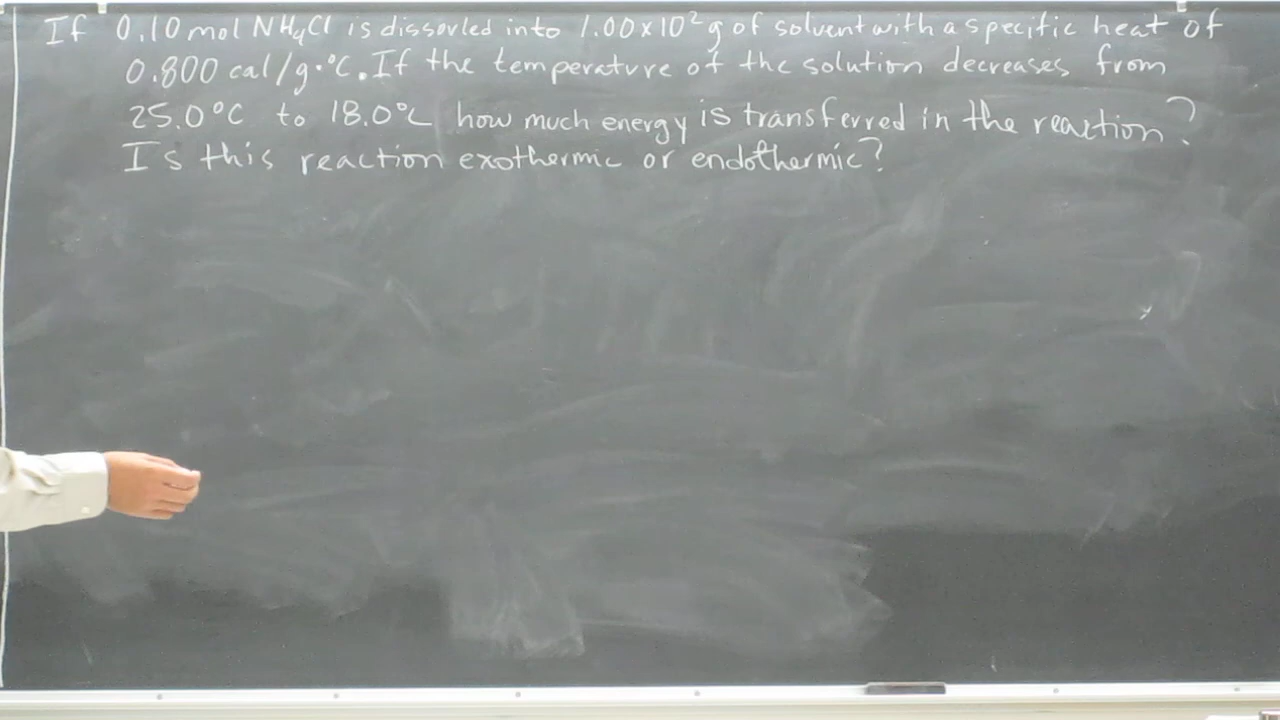 If 0.10 mol NH₄Cl is dissovled into 1.00x10² g of solvent with a specific heat of
0.800 cal/g·°C. If the temperature of the solution decreases from
25.0°C to 18.0°C how much energy is transferred in the reaction?
Is this reaction exothermic or endothermic?